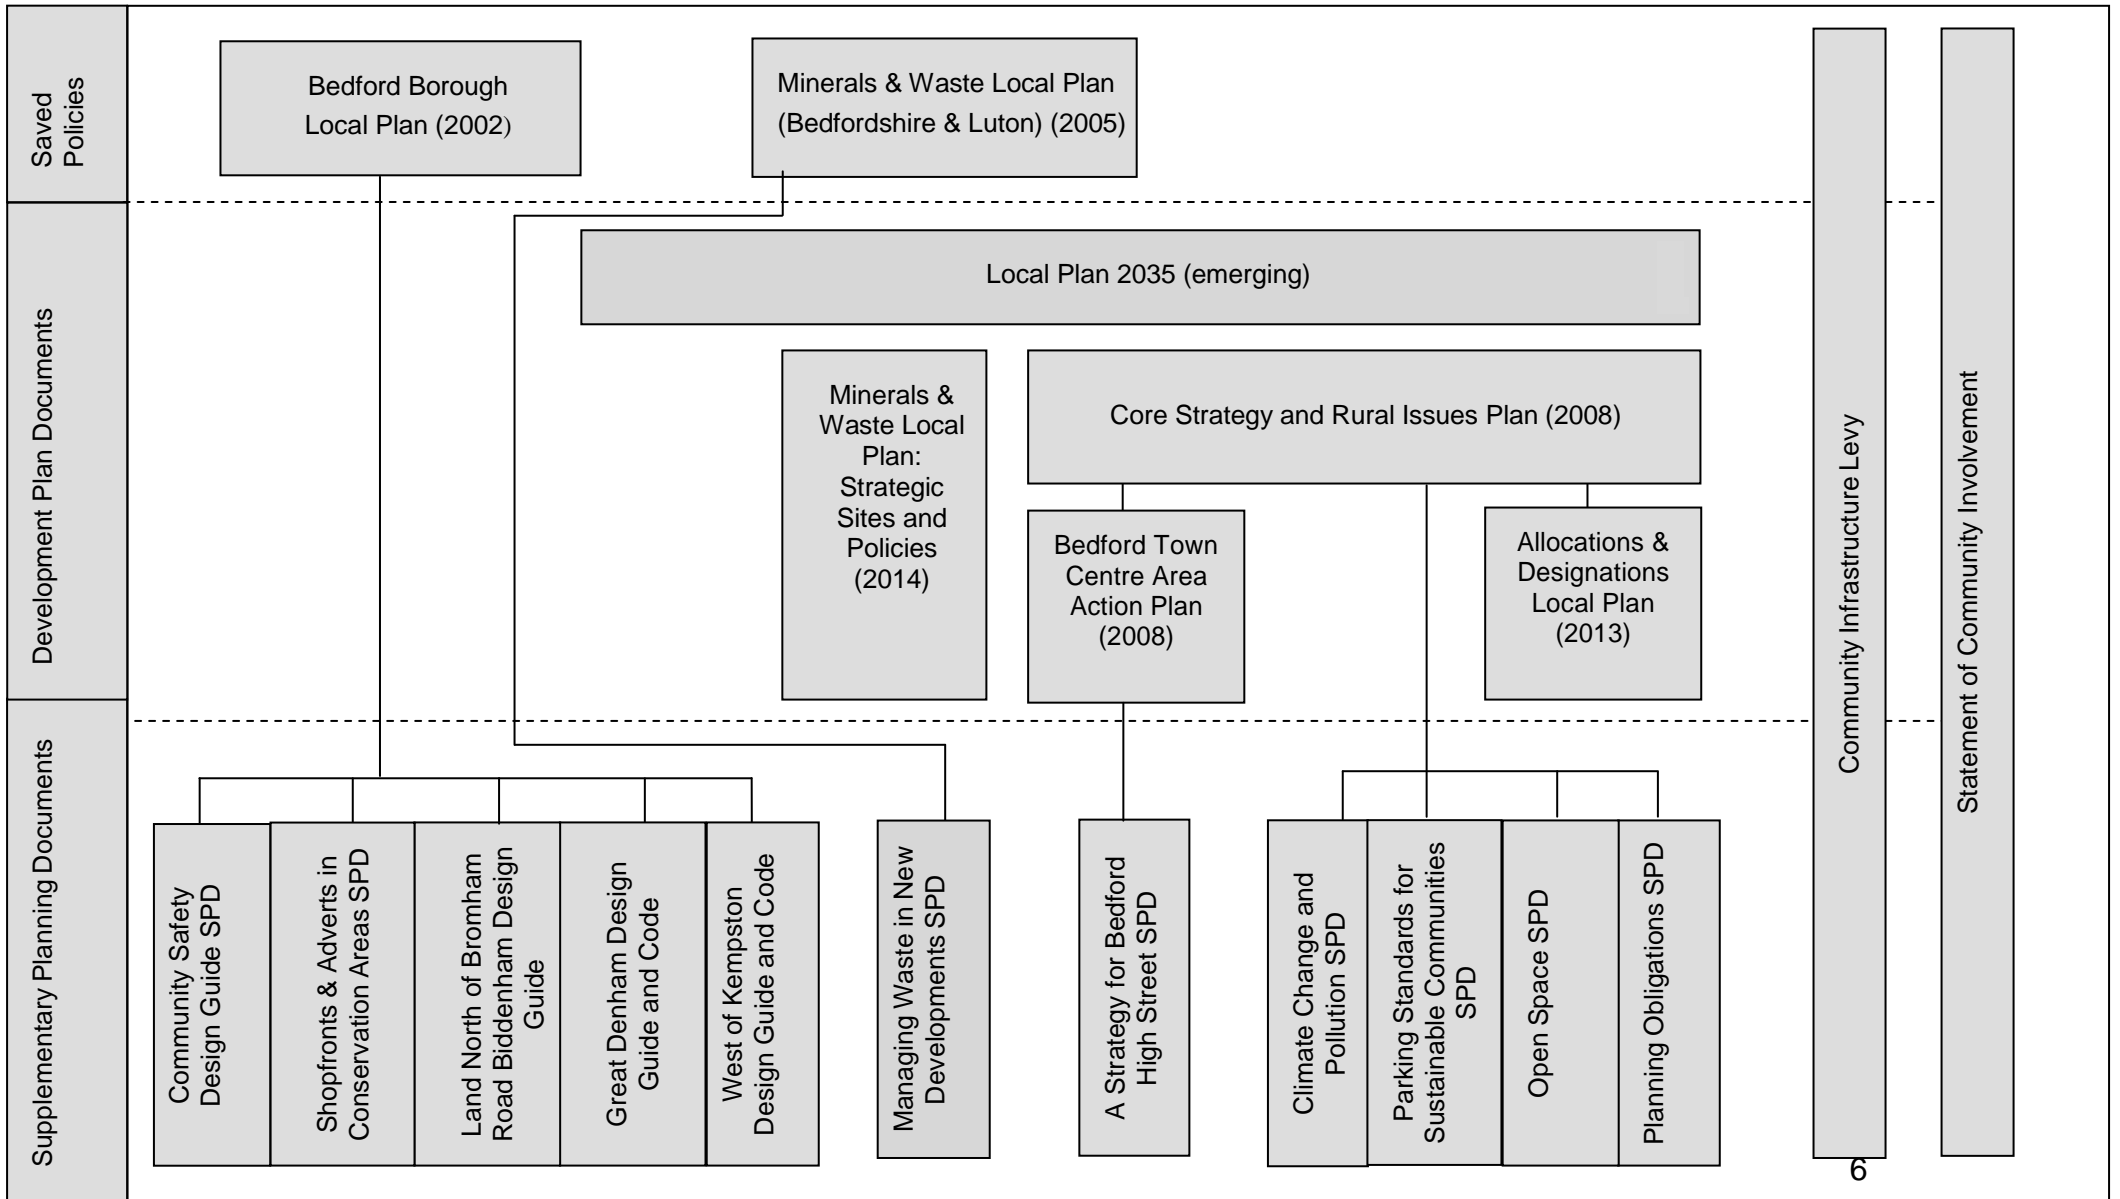 Saved
Policies
Bedford Borough
Local Plan (2002)
Minerals & Waste Local Plan
(Bedfordshire & Luton) (2005)
Development Plan Documents
Local Plan 2035 (emerging)
Minerals &
Waste Local
Plan:
Strategic
Sites and
Policies
(2014)
Core Strategy and Rural Issues Plan (2008)
Bedford Town
Centre Area
Action Plan
(2008)
Allocations &
Designations
Local Plan
(2013)
Supplementary Planning Documents
Community Safety
Design Guide SPD
Shopfronts & Adverts in
Conservation Areas SPD
Land North of Bromham
Road Biddenham Design
Guide
Great Denham Design
Guide and Code
West of Kempston
Design Guide and Code
Managing Waste in New
Developments SPD
A Strategy for Bedford
High Street SPD
Climate Change and
Pollution SPD
Parking Standards for
Sustainable Communities
SPD
Open Space SPD
Planning Obligations SPD
Community Infrastructure Levy
Statement of Community Involvement
6